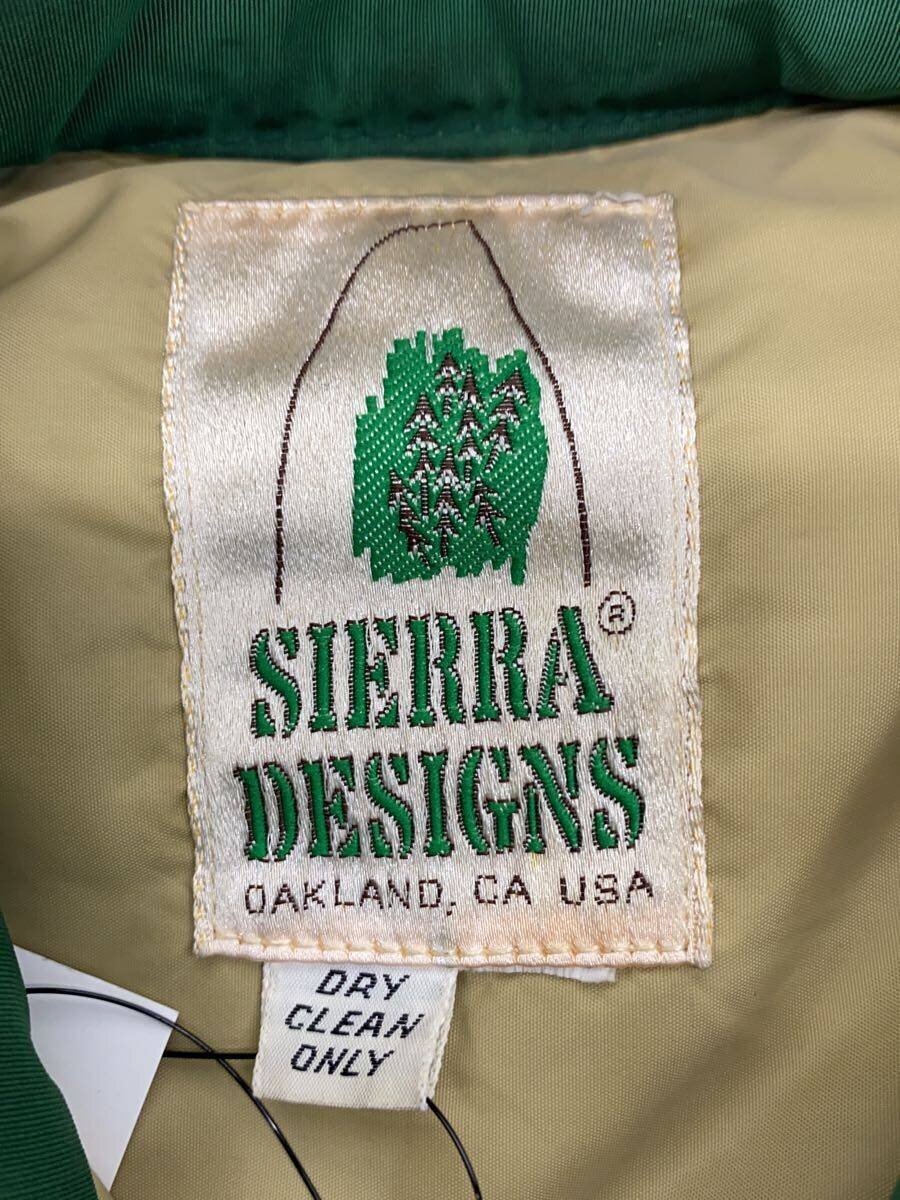 SIERRA®
DESIGNS
OAKLAND, CA USA
DRY
CLEAN
ONLY